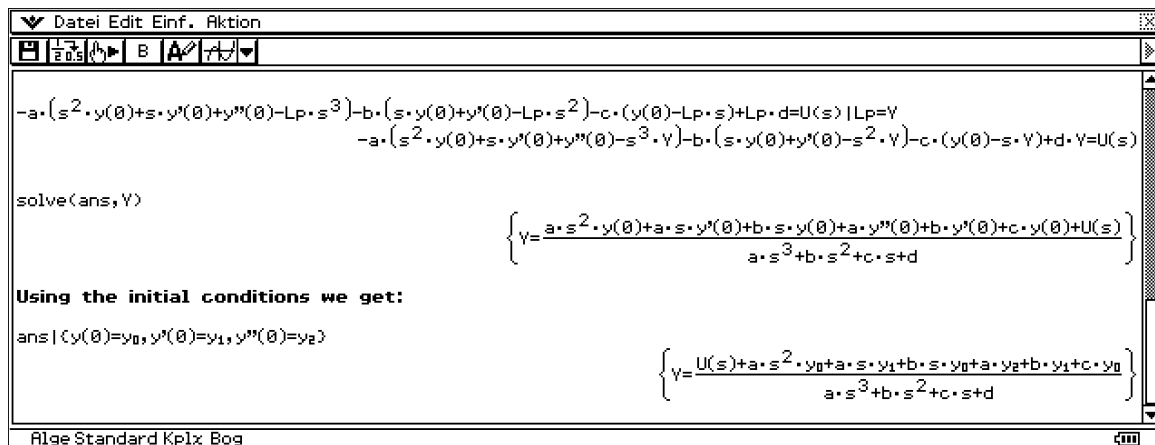 Datei Edit Einf. Aktion
B
-a·(s²·y(0)+s·y'(0)+y"(0)-Lp·s³)-b·(s·y(0)+y'(0)-Lp·s²)-c·(y(0)-Lp·s)+Lp·d=U(s)|Lp=Y
-a·(s²·y(0)+s·y'(0)+y"(0)-s³·Y)-b·(s·y(0)+y'(0)-s²·Y)-c·(y(0)-s·Y)+d·Y=U(s)
solve(ans,Y)
{Y=(a·s²·y(0)+a·s·y'(0)+b·s·y(0)+a·y"(0)+b·y'(0)+c·y(0)+U(s))/(a·s³+b·s²+c·s+d)}
Using the initial conditions we get:
ans|{y(0)=y₀,y'(0)=y₁,y"(0)=y₂}
{Y=(U(s)+a·s²·y₀+a·s·y₁+b·s·y₀+a·y₂+b·y₁+c·y₀)/(a·s³+b·s²+c·s+d)}
Alge Standard Kplx Bog